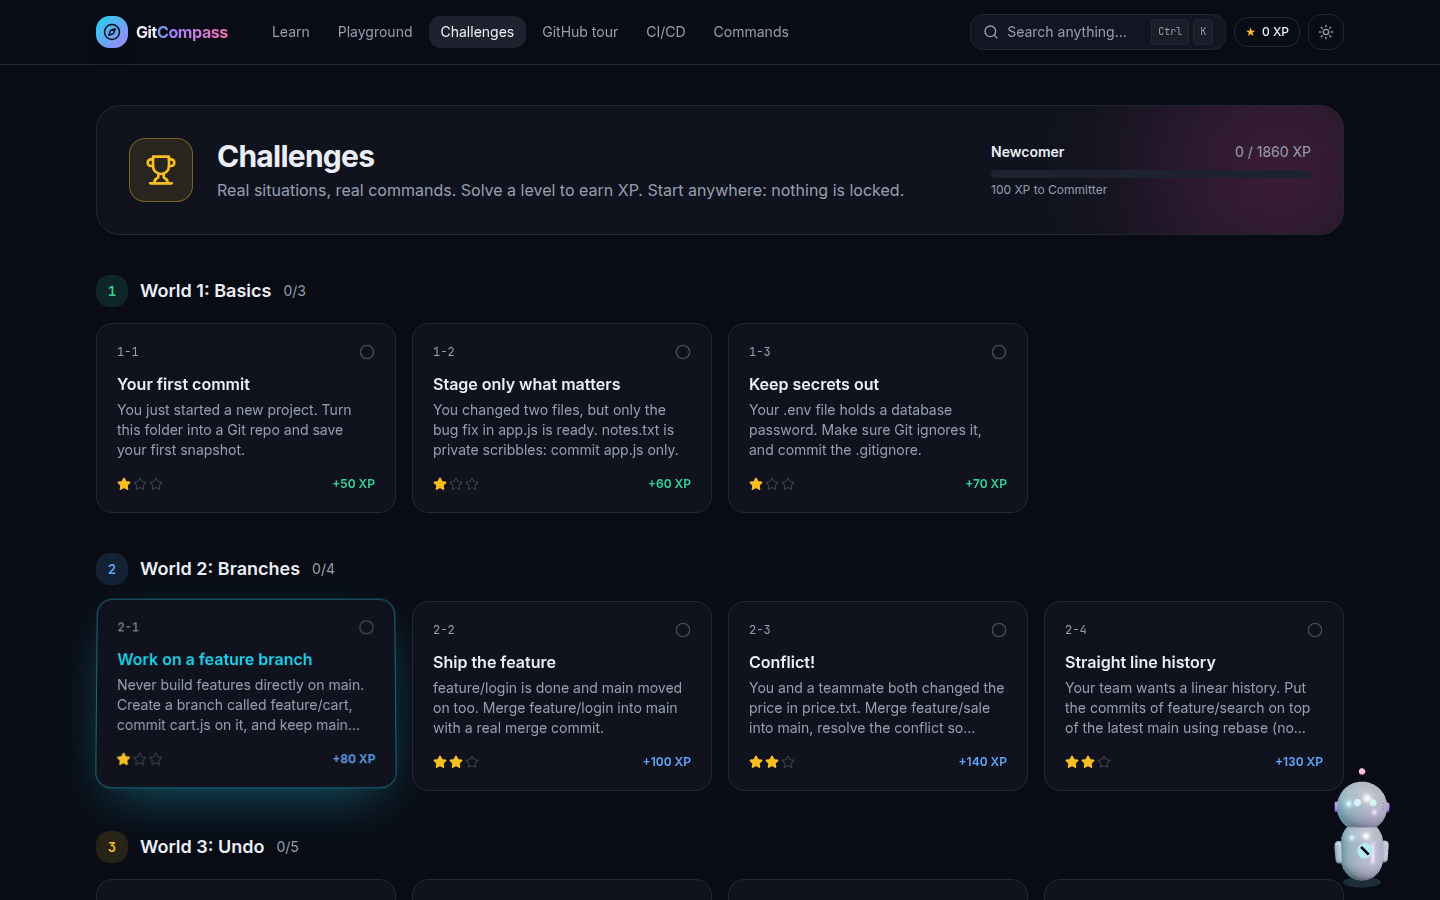 GitCompass
Learn
Playground
Challenges
GitHub tour
CI/CD
Commands
Search anything...
Ctrl
K
★ 0 XP
Challenges
Real situations, real commands. Solve a level to earn XP. Start anywhere: nothing is locked.
Newcomer
0 / 1860 XP
100 XP to Committer
1
World 1: Basics
0/3
1-1
Your first commit
You just started a new project. Turn
this folder into a Git repo and save
your first snapshot.
+50 XP
1-2
Stage only what matters
You changed two files, but only the
bug fix in app.js is ready. notes.txt is
private scribbles: commit app.js only.
+60 XP
1-3
Keep secrets out
Your .env file holds a database
password. Make sure Git ignores it,
and commit the .gitignore.
+70 XP
2
World 2: Branches
0/4
2-1
Work on a feature branch
Never build features directly on main.
Create a branch called feature/cart,
commit cart.js on it, and keep main...
+80 XP
2-2
Ship the feature
feature/login is done and main moved
on too. Merge feature/login into main
with a real merge commit.
+100 XP
2-3
Conflict!
You and a teammate both changed the
price in price.txt. Merge feature/sale
into main, resolve the conflict so...
+140 XP
2-4
Straight line history
Your team wants a linear history. Put
the commits of feature/search on top
of the latest main using rebase (no...
+130 XP
3
World 3: Undo
0/5